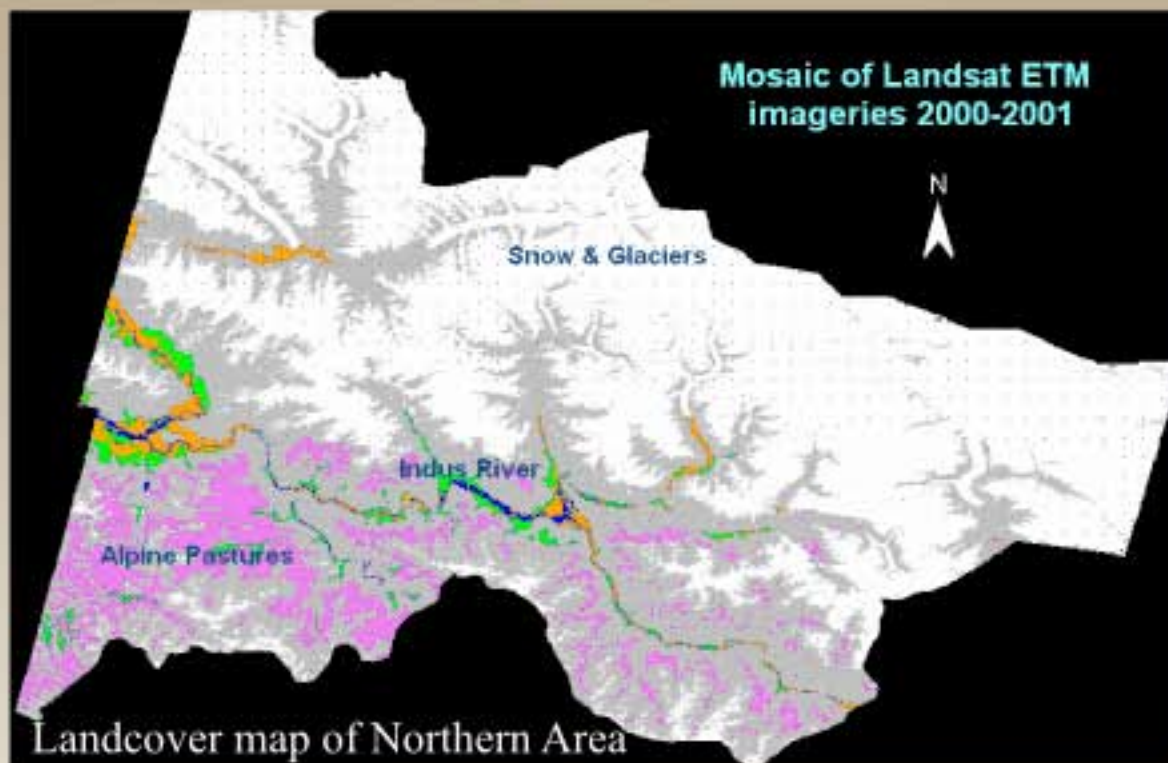 Mosaic of Landsat ETM
imageries 2000-2001
N
Snow & Glaciers
Indus River
Alpine Pastures
Landcover map of Northern Area